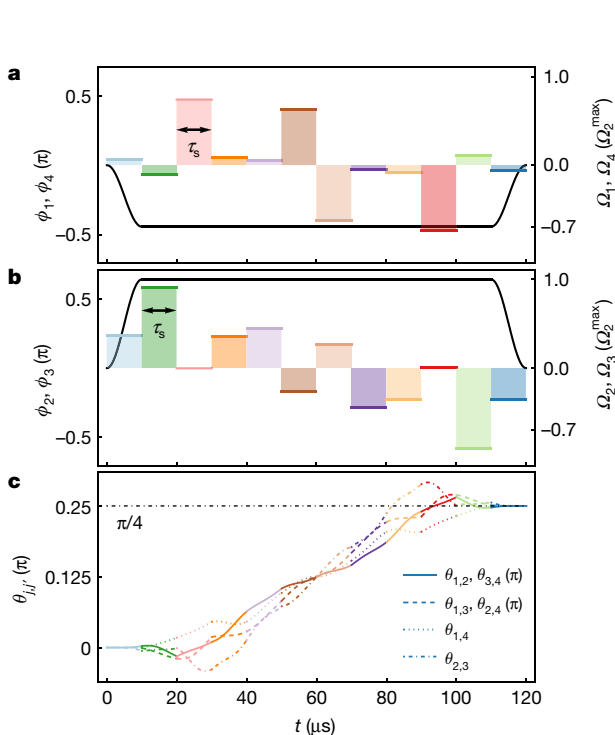 a
0.5
−0.5
ϕ₁, ϕ₄ (π)
τₛ
1.0
0.0
−0.7
Ω₁, Ω₄ (Ω₂ᵐᵃˣ)
b
0.5
−0.5
ϕ₂, ϕ₃ (π)
τₛ
1.0
0.0
−0.7
Ω₂, Ω₃ (Ω₂ᵐᵃˣ)
c
0.25
0.125
0
θⱼ,ⱼ′ (π)
π/4
θ₁,₂, θ₃,₄ (π)
θ₁,₃, θ₂,₄ (π)
θ₁,₄
θ₂,₃
0 20 40 60 80 100 120
t (μs)